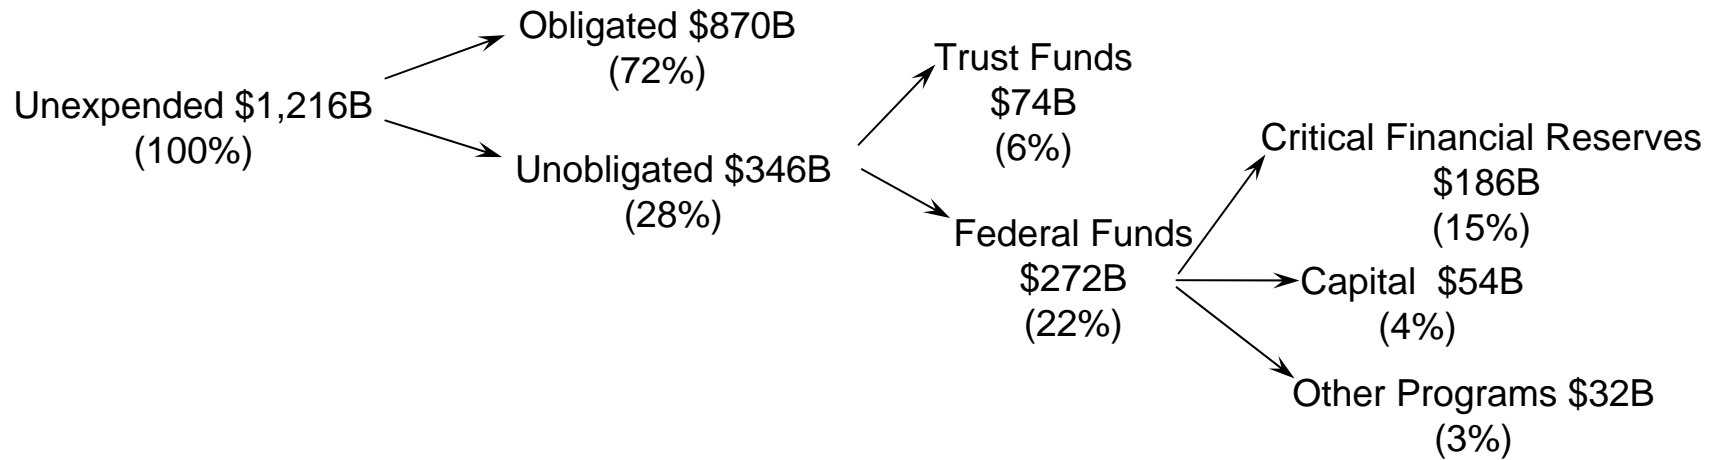 Unexpended $1,216B
(100%)
Obligated $870B
(72%)
Unobligated $346B
(28%)
Trust Funds
$74B
(6%)
Federal Funds
$272B
(22%)
Critical Financial Reserves
$186B
(15%)
Capital  $54B
(4%)
Other Programs $32B
(3%)